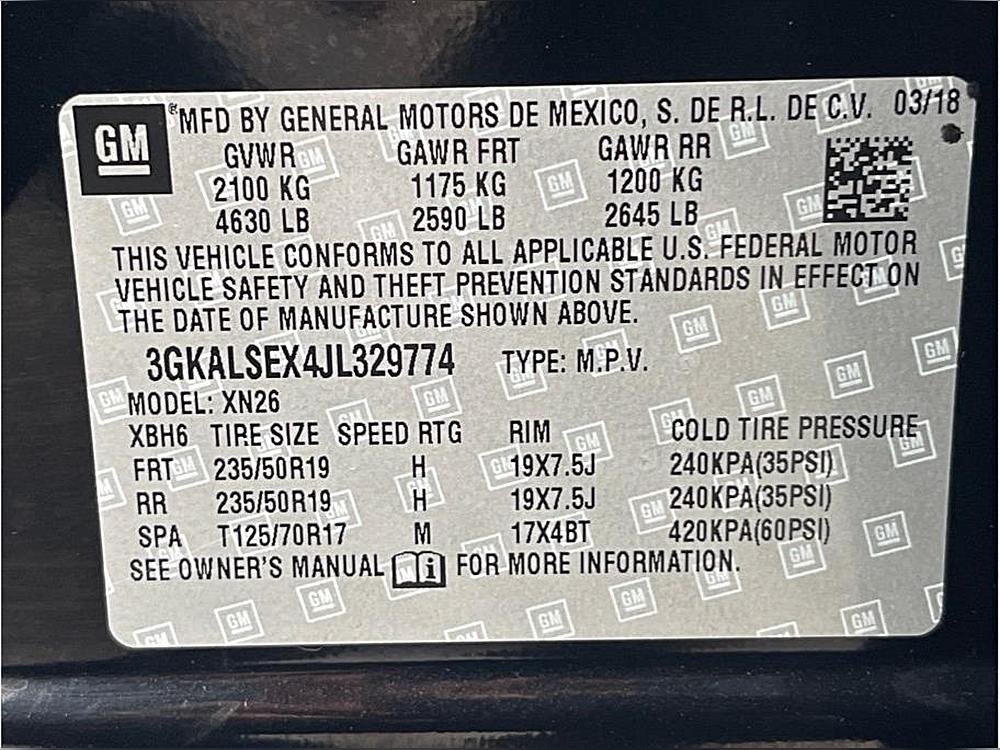 GM ® MFD BY GENERAL MOTORS DE MEXICO, S. DE R.L. DE C.V. 03/18
GVWR GAWR FRT GAWR RR
2100 KG 1175 KG 1200 KG
4630 LB 2590 LB 2645 LB
THIS VEHICLE CONFORMS TO ALL APPLICABLE U.S. FEDERAL MOTOR
VEHICLE SAFETY AND THEFT PREVENTION STANDARDS IN EFFECT ON
THE DATE OF MANUFACTURE SHOWN ABOVE.
3GKALSEX4JL329774 TYPE: M.P.V.
MODEL: XN26
XBH6 TIRE SIZE SPEED RTG RIM COLD TIRE PRESSURE
FRT 235/50R19 H 19X7.5J 240KPA(35PSI)
RR 235/50R19 H 19X7.5J 240KPA(35PSI)
SPA T125/70R17 M 17X4BT 420KPA(60PSI)
SEE OWNER'S MANUAL i FOR MORE INFORMATION.